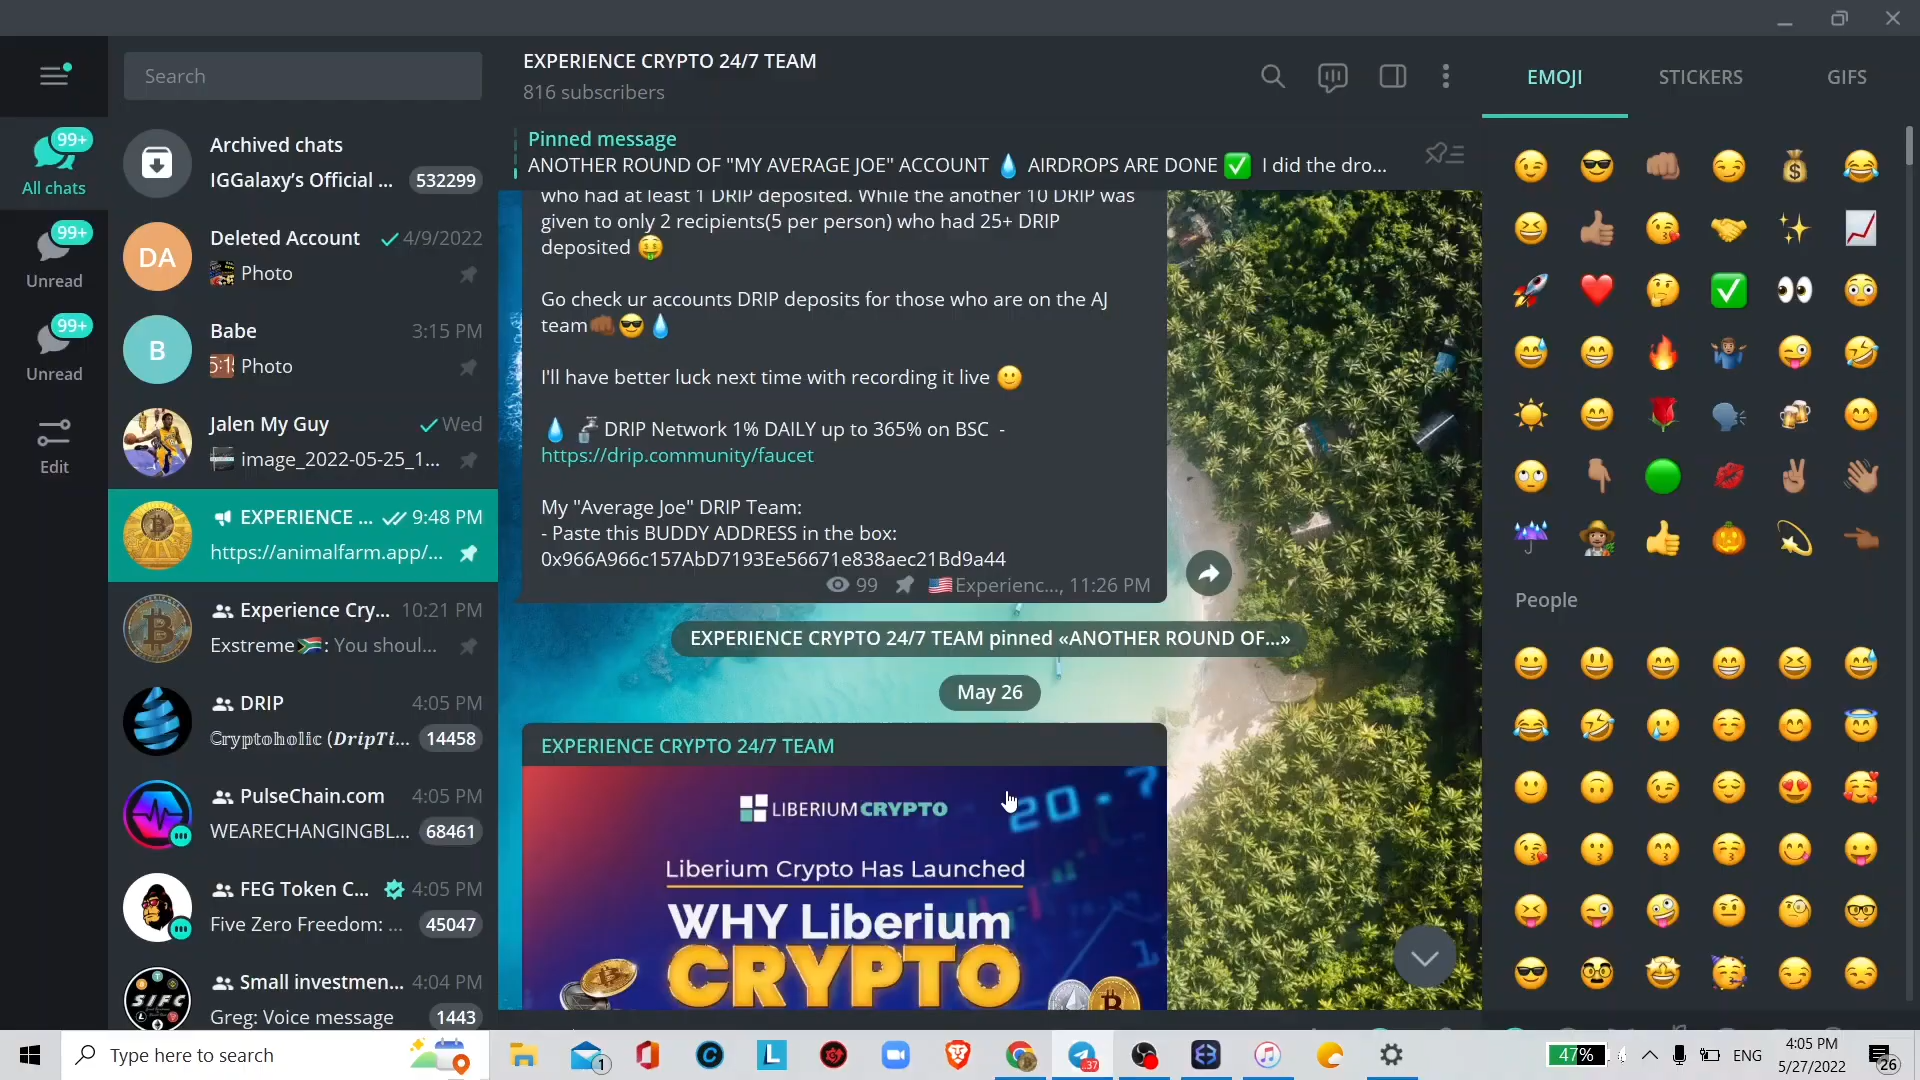 Search
99+
All chats
99+
Unread
99+
Unread
Edit
Archived chats
IGGalaxy's Official ... 532299
DA
Deleted Account 4/9/2022
Photo
B
Babe 3:15 PM
Photo
Jalen My Guy Wed
image_2022-05-25_1...
EXPERIENCE ... 9:48 PM
https://animalfarm.app/...
Experience Cry... 10:21 PM
Exstreme🇿🇦: You shoul...
DRIP 4:05 PM
ℂ𝕣𝕪𝕡𝕥𝕠𝕙𝕠𝕝𝕚𝕔 (𝑫𝒓𝒊𝒑𝑻𝒊... 14458
PulseChain.com 4:05 PM
WEARECHANGINGBL... 68461
FEG Token C... 4:05 PM
Five Zero Freedom: ... 45047
SIFC
Small investmen... 4:04 PM
Greg: Voice message 1443
EXPERIENCE CRYPTO 24/7 TEAM
816 subscribers
Pinned message
ANOTHER ROUND OF "MY AVERAGE JOE" ACCOUNT 💧 AIRDROPS ARE DONE ✅ I did the dro...
who had at least 1 DRIP deposited. While the another 10 DRIP was
given to only 2 recipients(5 per person) who had 25+ DRIP
deposited 🤑
Go check ur accounts DRIP deposits for those who are on the AJ
team👊🏾😎💧
I'll have better luck next time with recording it live 🙂
💧 🚰 DRIP Network 1% DAILY up to 365% on BSC -
https://drip.community/faucet
My "Average Joe" DRIP Team:
- Paste this BUDDY ADDRESS in the box:
0x966A966c157AbD7193Ee56671e838aec21Bd9a44
99 🇺🇸Experienc..., 11:26 PM
EXPERIENCE CRYPTO 24/7 TEAM pinned «ANOTHER ROUND OF...»
May 26
EXPERIENCE CRYPTO 24/7 TEAM
LIBERIUM CRYPTO
Liberium Crypto Has Launched
WHY Liberium
CRYPTO
EMOJI STICKERS GIFS
People
Type here to search
1
37
47%
ENG
4:05 PM
5/27/2022
26